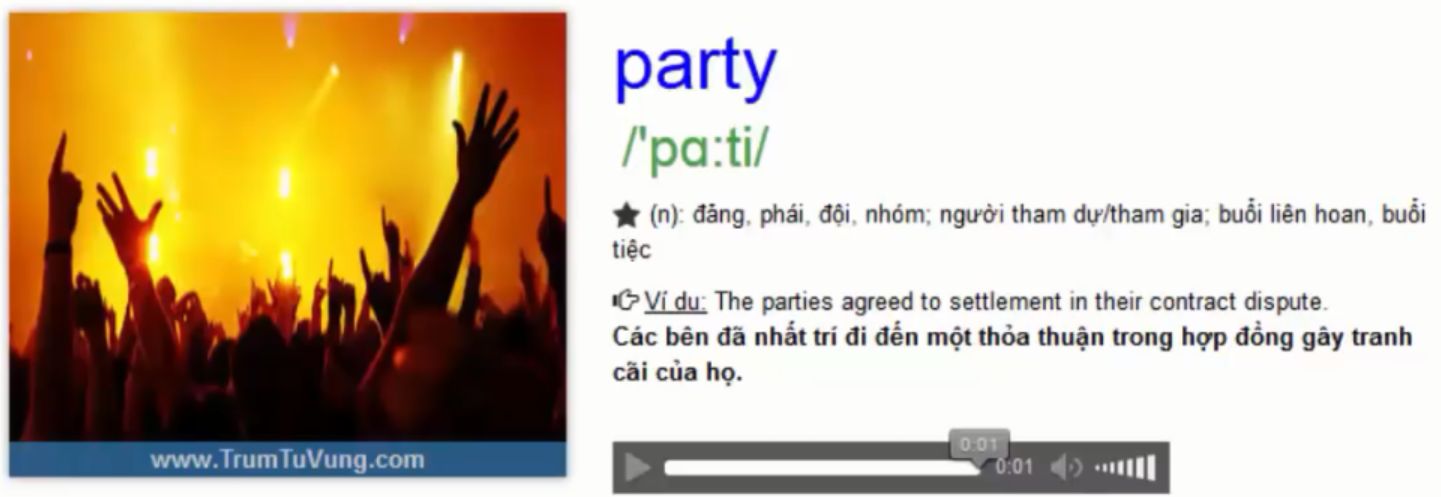 party
/'pɑ:ti/
★ (n): đảng, phái, đội, nhóm; người tham dự/tham gia; buổi liên hoan, buổi
tiệc
Ví du: The parties agreed to settlement in their contract dispute.
Các bên đã nhất trí đi đến một thỏa thuận trong hợp đồng gây tranh
cãi của họ.
0:01
0:01
www.TrumTuVung.com